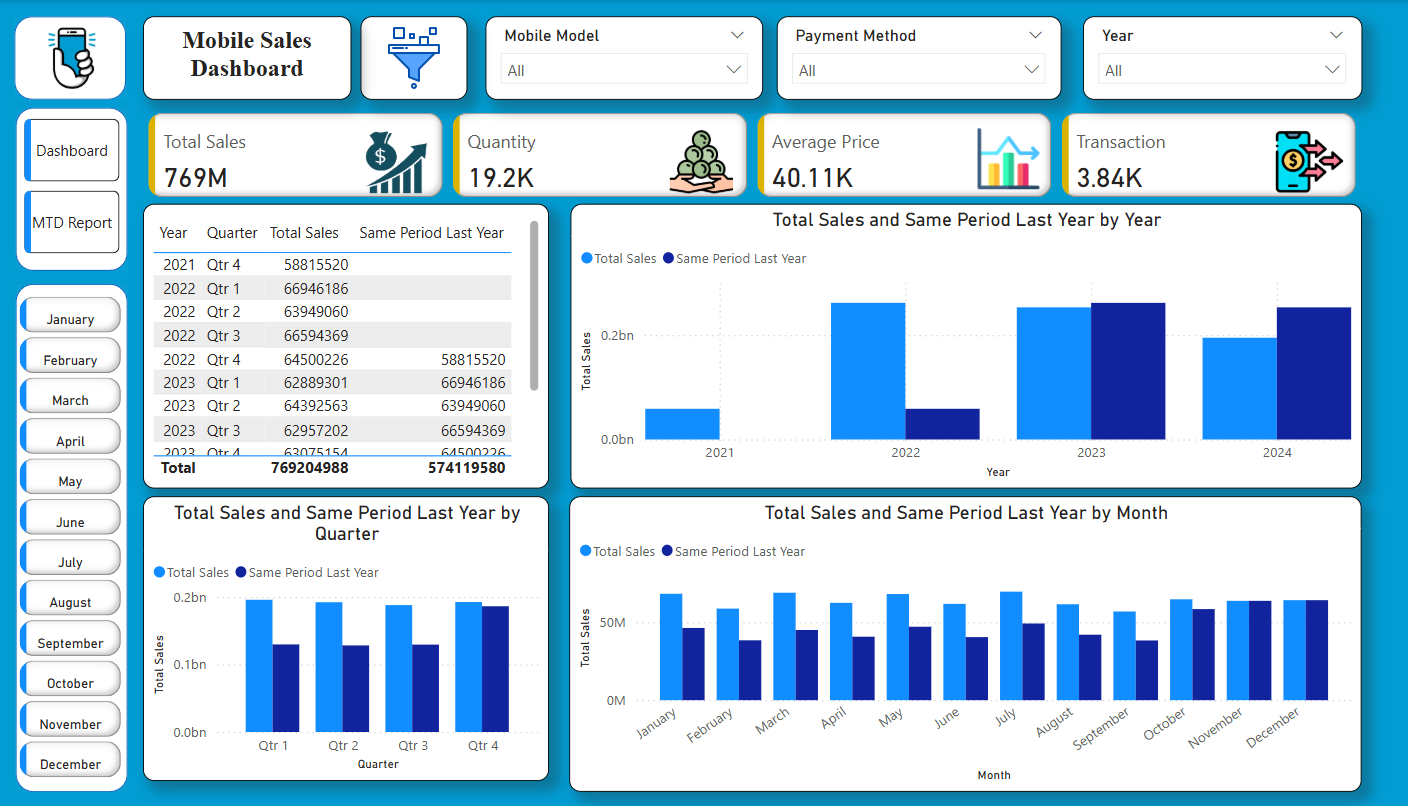 Mobile Sales
Dashboard
Mobile Model
All
Payment Method
All
Year
All
Dashboard
MTD Report
January
February
March
April
May
June
July
August
September
October
November
December
Total Sales
769M
Quantity
19.2K
Average Price
40.11K
Transaction
3.84K
Year Quarter Total Sales Same Period Last Year
2021 Qtr 4 58815520
2022 Qtr 1 66946186
2022 Qtr 2 63949060
2022 Qtr 3 66594369
2022 Qtr 4 64500226 58815520
2023 Qtr 1 62889301 66946186
2023 Qtr 2 64392563 63949060
2023 Qtr 3 62957202 66594369
2023 Qtr 4 63075154 64500226
Total 769204988 574119580
Total Sales and Same Period Last Year by Year
Total Sales Same Period Last Year
Total Sales
0.2bn
0.0bn
2021 2022 2023 2024
Year
Total Sales and Same Period Last Year by
Quarter
Total Sales Same Period Last Year
Total Sales
0.2bn
0.1bn
0.0bn
Qtr 1 Qtr 2 Qtr 3 Qtr 4
Quarter
Total Sales and Same Period Last Year by Month
Total Sales Same Period Last Year
Total Sales
50M
0M
January February March April May June July August September October November December
Month